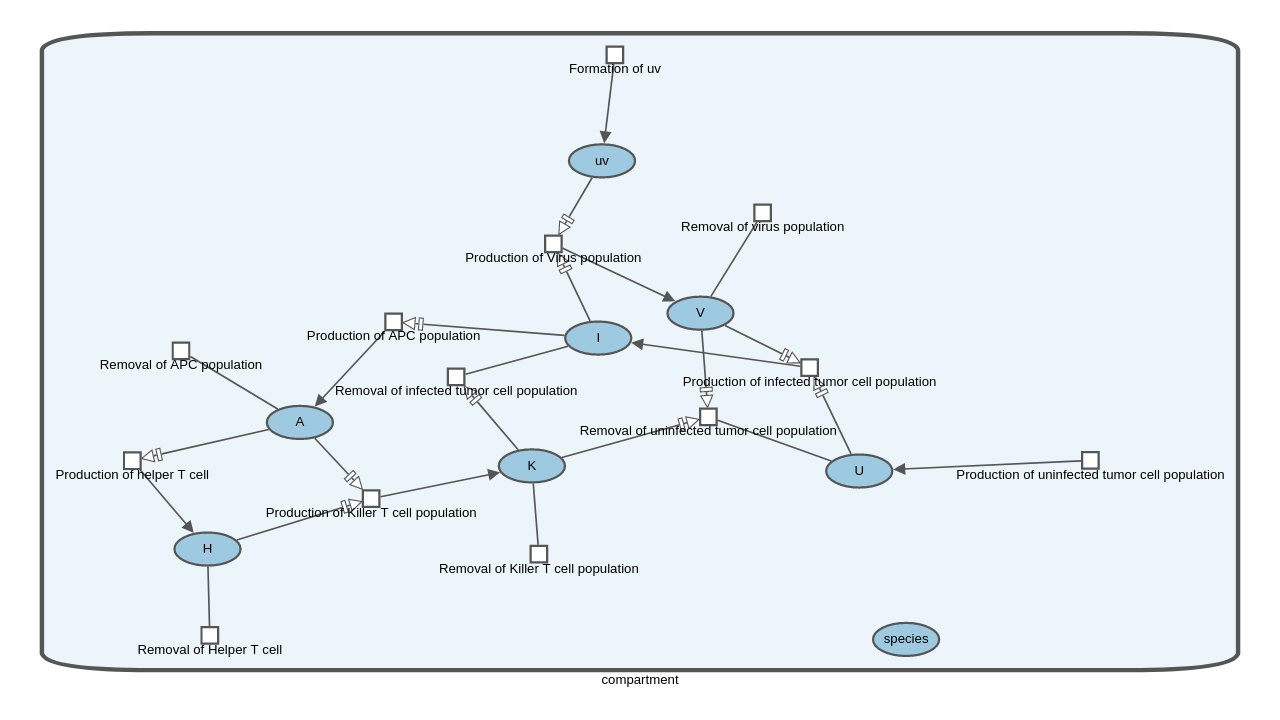 Formation of uv
uv
Removal of virus population
Production of Virus population
V
I
Production of APC population
Removal of APC population
Production of infected tumor cell population
Removal of infected tumor cell population
A
Removal of uninfected tumor cell population
K
U
Production of helper T cell
Production of uninfected tumor cell population
Production of Killer T cell population
H
Removal of Killer T cell population
species
Removal of Helper T cell
compartment